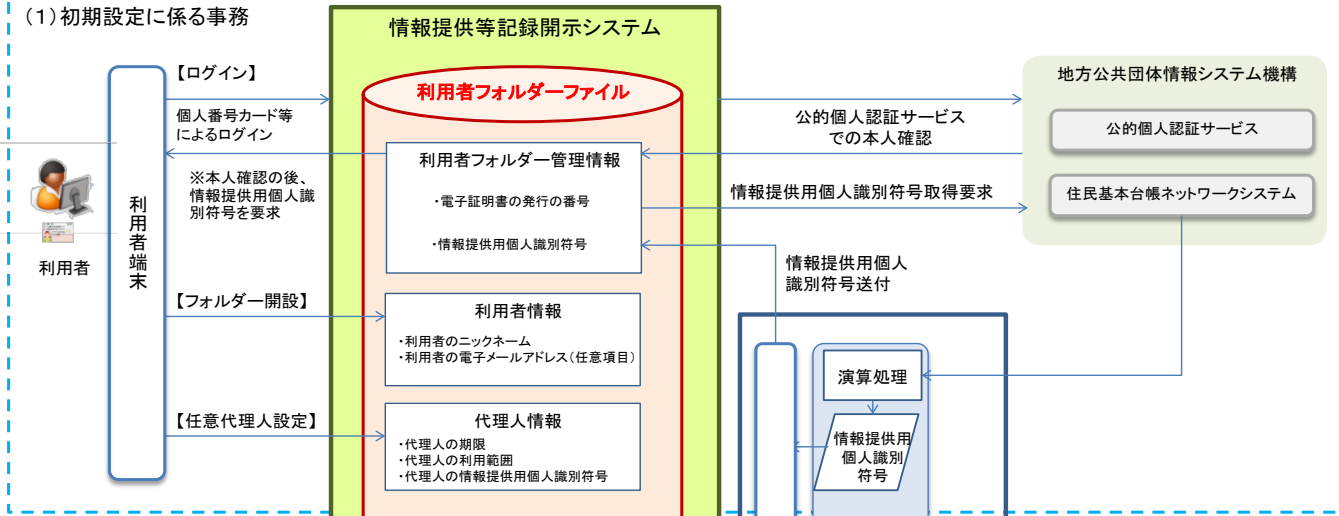 (1)初期設定に係る事務
情報提供等記録開示システム
利用者フォルダーファイル
【ログイン】
個人番号カード等
によるログイン
※本人確認の後、
情報提供用個人識
別符号を要求
利用者
利用者端末
利用者フォルダー管理情報
・電子証明書の発行の番号
・情報提供用個人識別符号
公的個人認証サービス
での本人確認
情報提供用個人識別符号取得要求
地方公共団体情報システム機構
公的個人認証サービス
住民基本台帳ネットワークシステム
情報提供用個人
識別符号送付
【フォルダー開設】
利用者情報
・利用者のニックネーム
・利用者の電子メールアドレス(任意項目)
【任意代理人設定】
代理人情報
・代理人の期限
・代理人の利用範囲
・代理人の情報提供用個人識別符号
演算処理
情報提供用
個人識別
符号